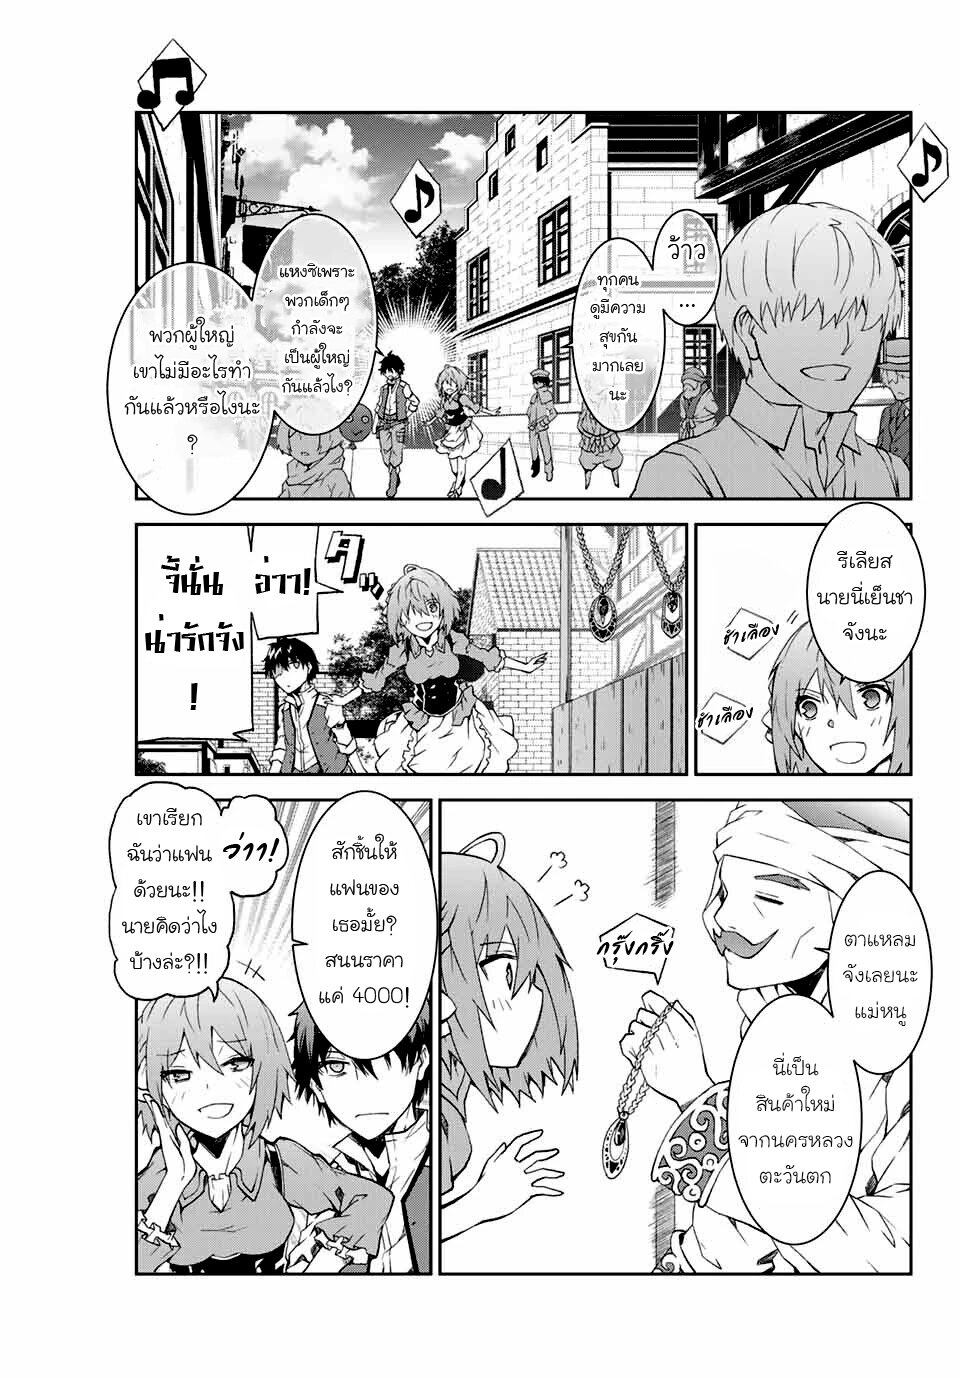 ว้าว
...
ทุกคน
ดูมีความ
สุขกัน
มากเลย
นะ
แหงซิเพราะ
พวกเด็กๆ
กำลังจะ
เป็นผู้ใหญ่
กันแล้วไง?
พวกผู้ใหญ่
เขาไม่มีอะไรทำ
กันแล้วหรือไงนะ
?
รีเลียส
นายนี่เย็นชา
จังนะ
ชำเลือง
ชำเลือง
อ่าว!
จี้นั่น
น่ารักจัง
!
ตาแหลม
จังเลยนะ
แม่หนู
นี่เป็น
สินค้าใหม่
จากนครหลวง
ตะวันตก
กรุ๊งกริ๊ง
สักชิ้นให้
แฟนของ
เธอมั้ย?
สนนราคา
แค่ 4000!
ว่าว!
เขาเรียก
ฉันว่าแฟน
ด้วยนะ!!
นายคิดว่าไง
บ้างล่ะ?!!